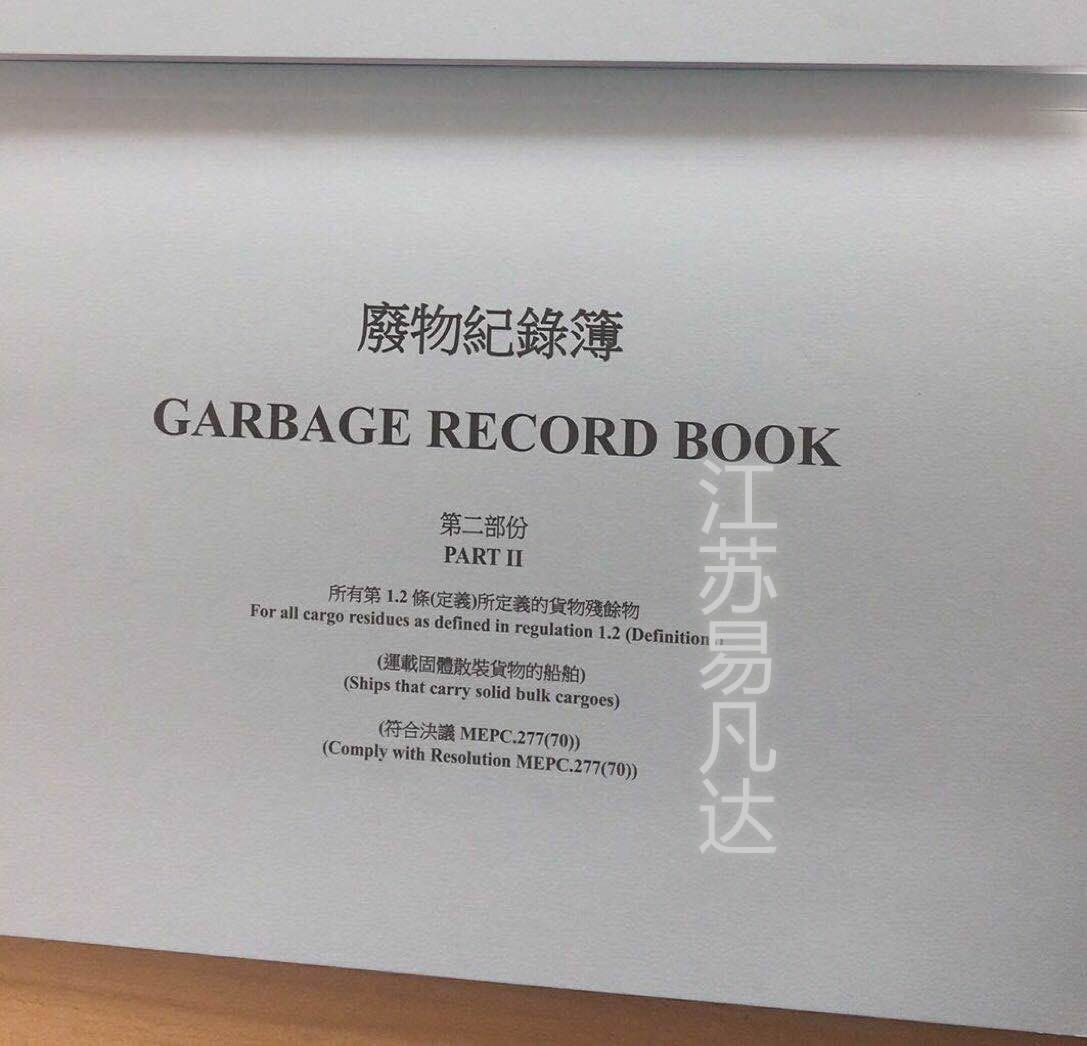 廢物紀錄簿
GARBAGE RECORD BOOK
第二部份
PART II
所有第 1.2 條(定義)所定義的貨物殘餘物
For all cargo residues as defined in regulation 1.2 (Definition
(運載固體散裝貨物的船舶)
(Ships that carry solid bulk cargoes)
(符合決議 MEPC.277(70))
(Comply with Resolution MEPC.277(70))
江苏易凡达